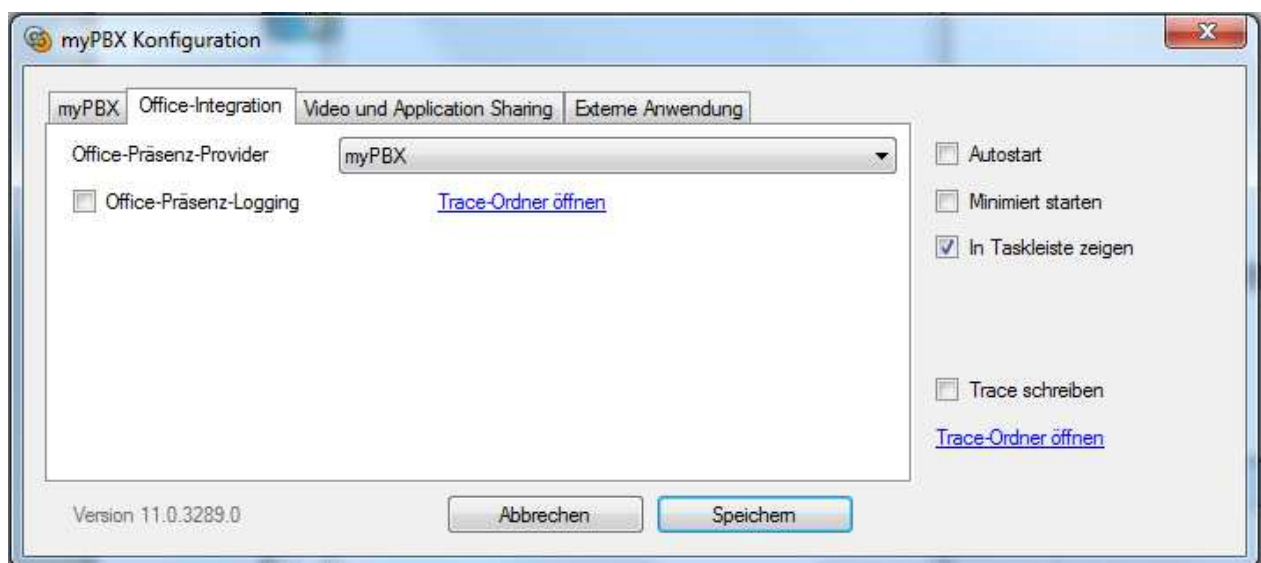 myPBX Konfiguration
myPBX Office-Integration Video und Application Sharing Externe Anwendung
Office-Präsenz-Provider myPBX
Autostart
Office-Präsenz-Logging Trace-Ordner öffnen
Minimiert starten
In Taskleiste zeigen
Trace schreiben
Trace-Ordner öffnen
Version 11.0.3289.0 Abbrechen Speichern